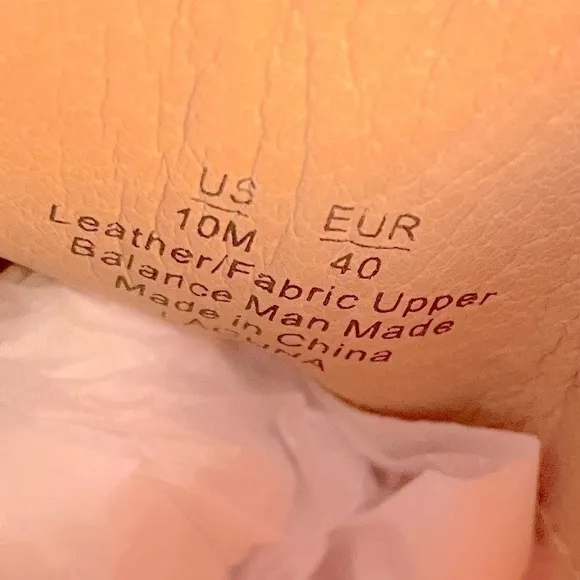 US EUR
10M 40
Leather/Fabric Upper
Balance Man Made
Made in China